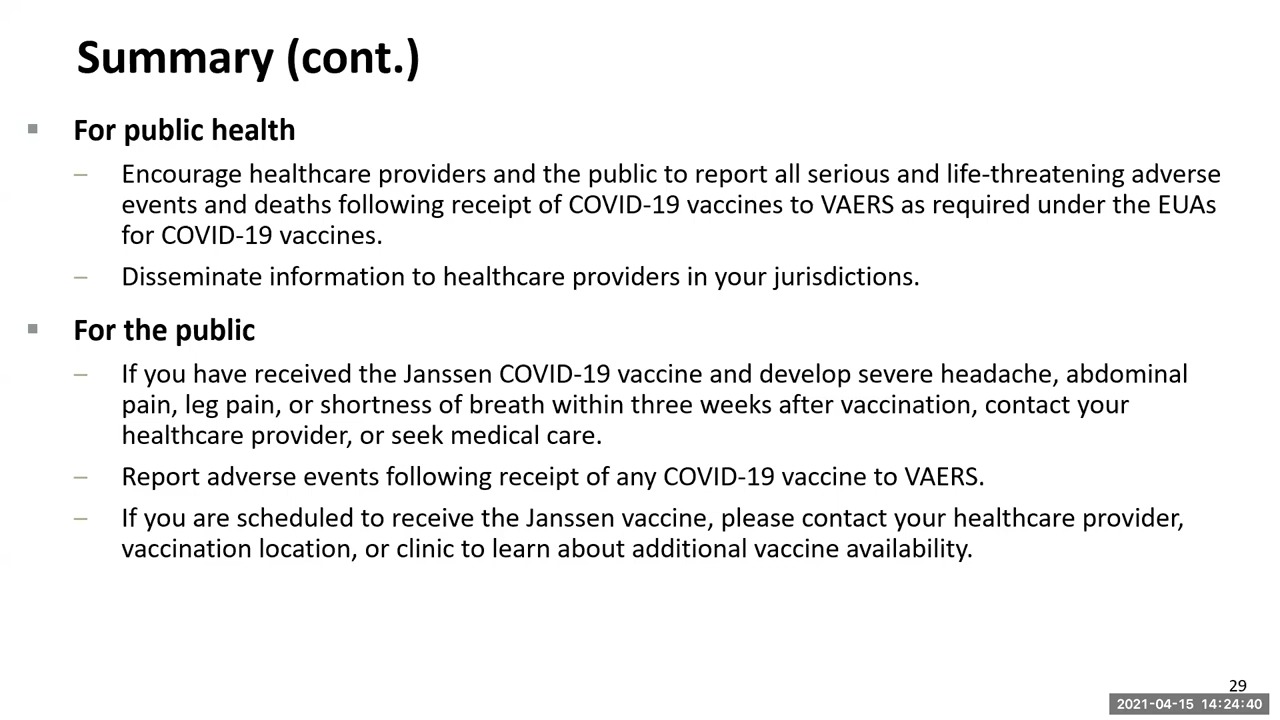 Summary (cont.)
▪ For public health
– Encourage healthcare providers and the public to report all serious and life-threatening adverse
events and deaths following receipt of COVID-19 vaccines to VAERS as required under the EUAs
for COVID-19 vaccines.
– Disseminate information to healthcare providers in your jurisdictions.
▪ For the public
– If you have received the Janssen COVID-19 vaccine and develop severe headache, abdominal
pain, leg pain, or shortness of breath within three weeks after vaccination, contact your
healthcare provider, or seek medical care.
– Report adverse events following receipt of any COVID-19 vaccine to VAERS.
– If you are scheduled to receive the Janssen vaccine, please contact your healthcare provider,
vaccination location, or clinic to learn about additional vaccine availability.
29
2021-04-15 14:24:40